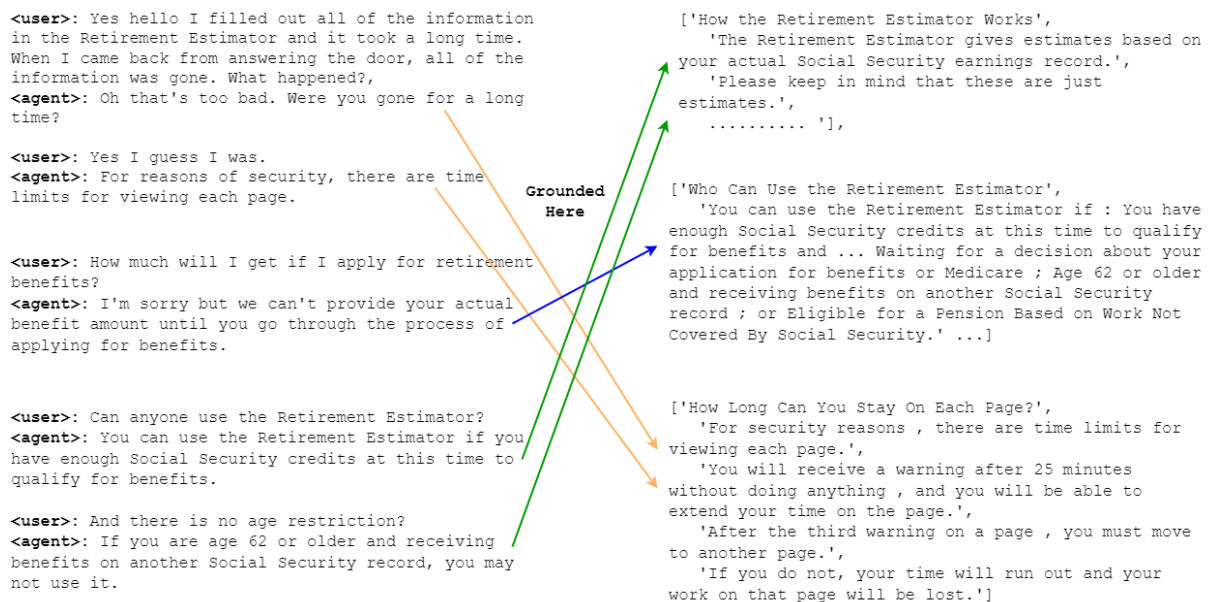 <user>: Yes hello I filled out all of the information
in the Retirement Estimator and it took a long time.
When I came back from answering the door, all of the
information was gone. What happened?,
<agent>: Oh that's too bad. Were you gone for a long
time?
<user>: Yes I guess I was.
<agent>: For reasons of security, there are time
limits for viewing each page.
<user>: How much will I get if I apply for retirement
benefits?
<agent>: I'm sorry but we can't provide your actual
benefit amount until you go through the process of
applying for benefits.
<user>: Can anyone use the Retirement Estimator?
<agent>: You can use the Retirement Estimator if you
have enough Social Security credits at this time to
qualify for benefits.
<user>: And there is no age restriction?
<agent>: If you are age 62 or older and receiving
benefits on another Social Security record, you may
not use it.
Grounded
Here
['How the Retirement Estimator Works',
'The Retirement Estimator gives estimates based on
your actual Social Security earnings record.',
'Please keep in mind that these are just
estimates.',
.......... '],
['Who Can Use the Retirement Estimator',
'You can use the Retirement Estimator if : You have
enough Social Security credits at this time to qualify
for benefits and ... Waiting for a decision about your
application for benefits or Medicare ; Age 62 or older
and receiving benefits on another Social Security
record ; or Eligible for a Pension Based on Work Not
Covered By Social Security.' ...]
['How Long Can You Stay On Each Page?',
'For security reasons , there are time limits for
viewing each page.',
'You will receive a warning after 25 minutes
without doing anything , and you will be able to
extend your time on the page.',
'After the third warning on a page , you must move
to another page.',
'If you do not, your time will run out and your
work on that page will be lost.']